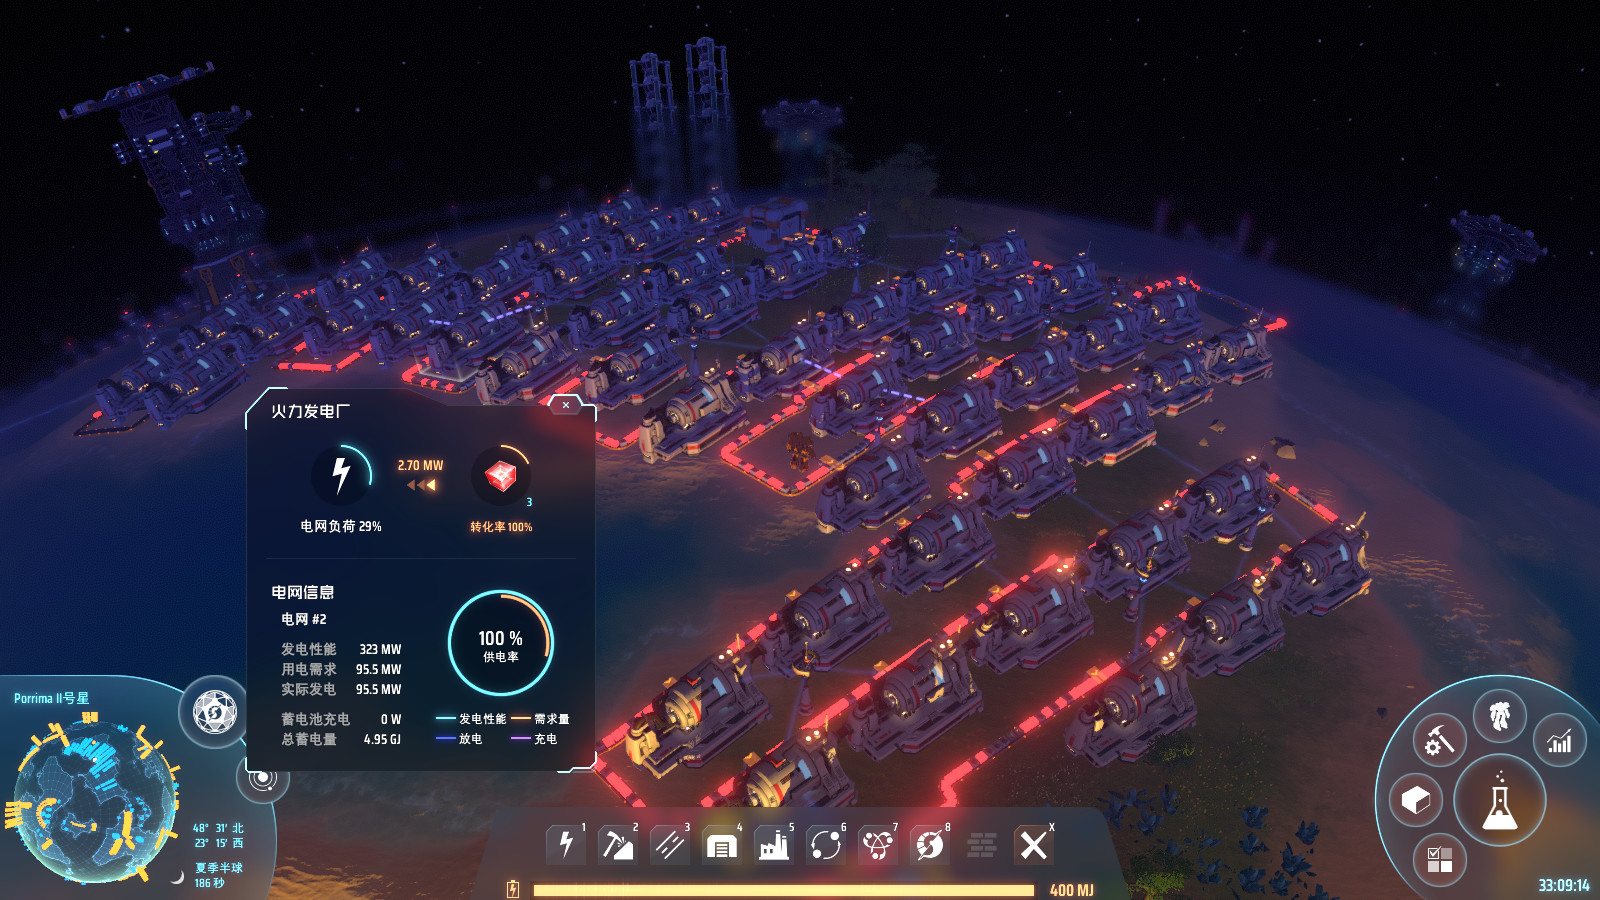 火力发电厂
2.70 MW
3
电网负荷 29%
转化率 100%
电网信息
电网 #2
发电性能 323 MW
用电需求 95.5 MW
实际发电 95.5 MW
蓄电池充电 0 W
总蓄电量 4.95 GJ
100 %
供电率
发电性能 需求量
放电 充电
Porrima II号星
48° 31' 北
23° 15' 西
夏季半球
186 秒
1 2 3 4 5 6 7 8 X
400 MJ
33:09:14